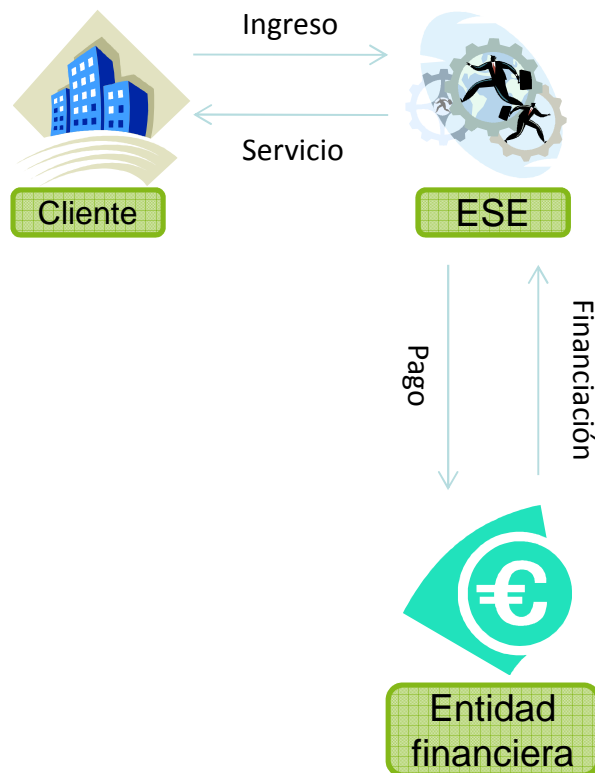 Ingreso
Servicio
Cliente
ESE
Pago
Financiación
€
Entidad
financiera